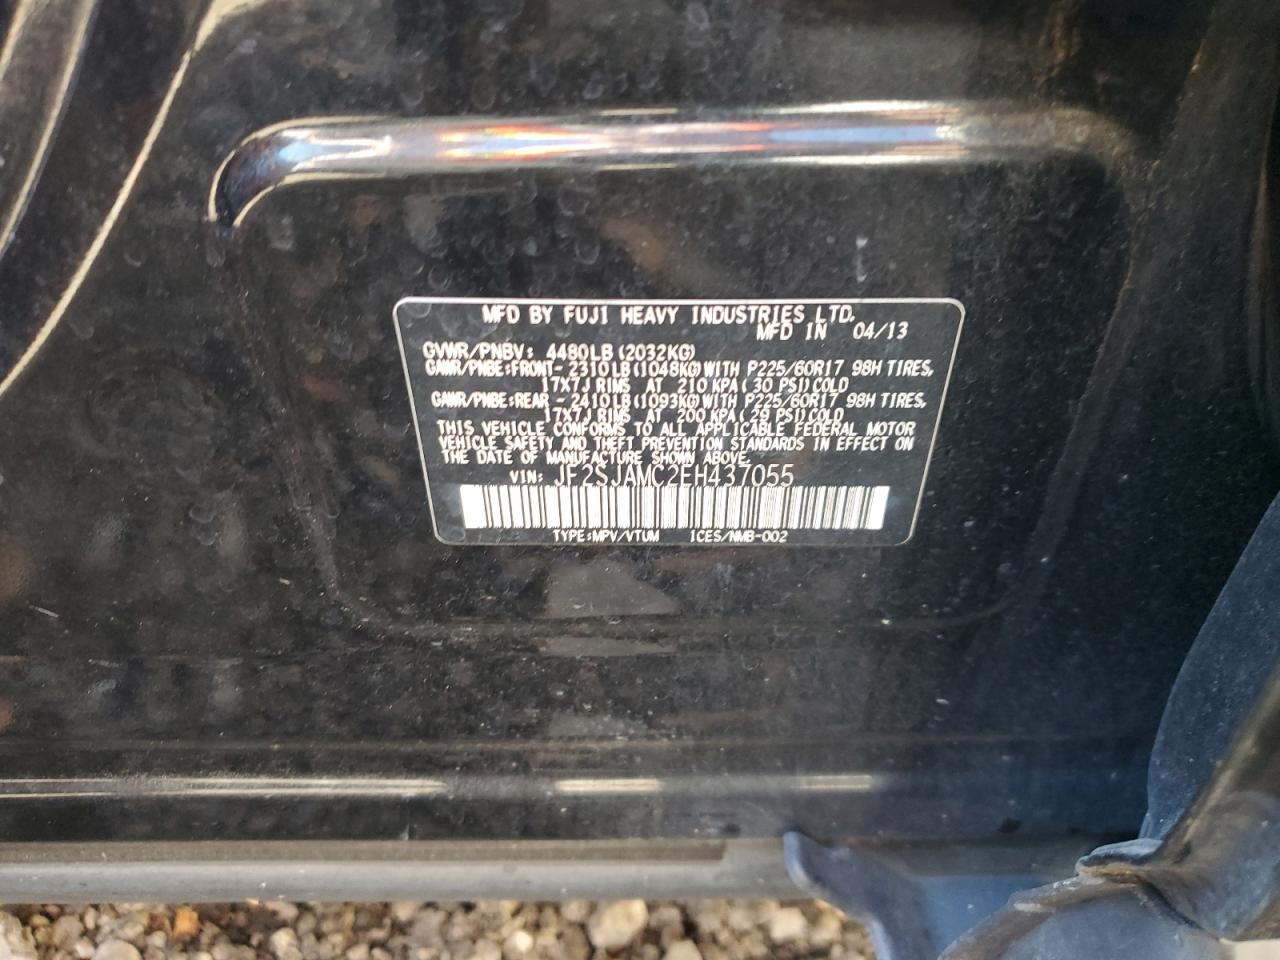 MFD BY FUJI HEAVY INDUSTRIES LTD.
MFD IN 04/13
GVWR/PNBV: 4480LB(2032KG)
GAWR/PNBE:FRONT- 2310LB(1048KG)WITH P225/60R17 98H TIRES,
17X7J RIMS AT 210 KPA(30 PSI)COLD
GAWR/PNBE:REAR - 2410LB(1093KG)WITH P225/60R17 98H TIRES,
17X7J RIMS AT 200 KPA(29 PSI)COLD
THIS VEHICLE CONFORMS TO ALL APPLICABLE FEDERAL MOTOR
VEHICLE SAFETY AND THEFT PREVENTION STANDARDS IN EFFECT ON
THE DATE OF MANUFACTURE SHOWN ABOVE.
VIN: JF2SJAMC2EH437055
TYPE:MPV/VTUM ICES/NMB-002